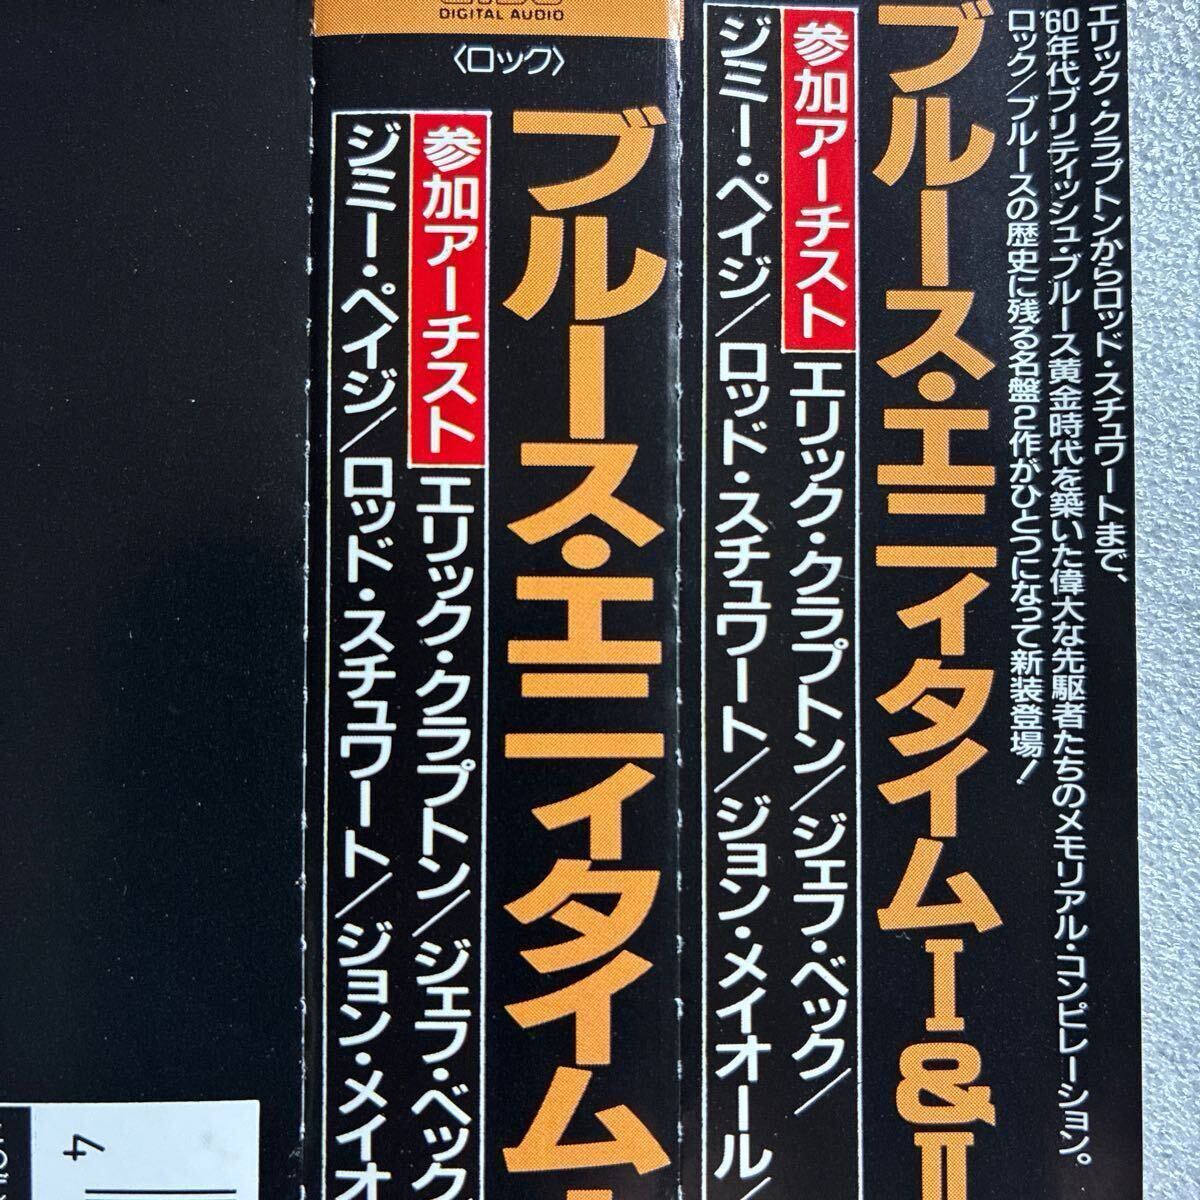 エリック・クラプトンからロッド・スチュワートまで、
'60年代ブリティッシュ・ブルース黄金時代を築いた偉大な先駆者たちのメモリアル・コンピレーション。
ロック/ブルースの歴史に残る名盤2作がひとつになって新装登場!
ブルース・エニィタイム I & II
参加アーチスト エリック・クラプトン/ジェフ・ベック/
ジミー・ペイジ/ロッド・スチュワート/ジョン・メイオール/
DIGITAL AUDIO
〈ロック〉
ブルース・エニィタイム
参加アーチスト エリック・クラプトン/ジェフ・ベック
ジミー・ペイジ/ロッド・スチュワート/ジョン・メイオ
4